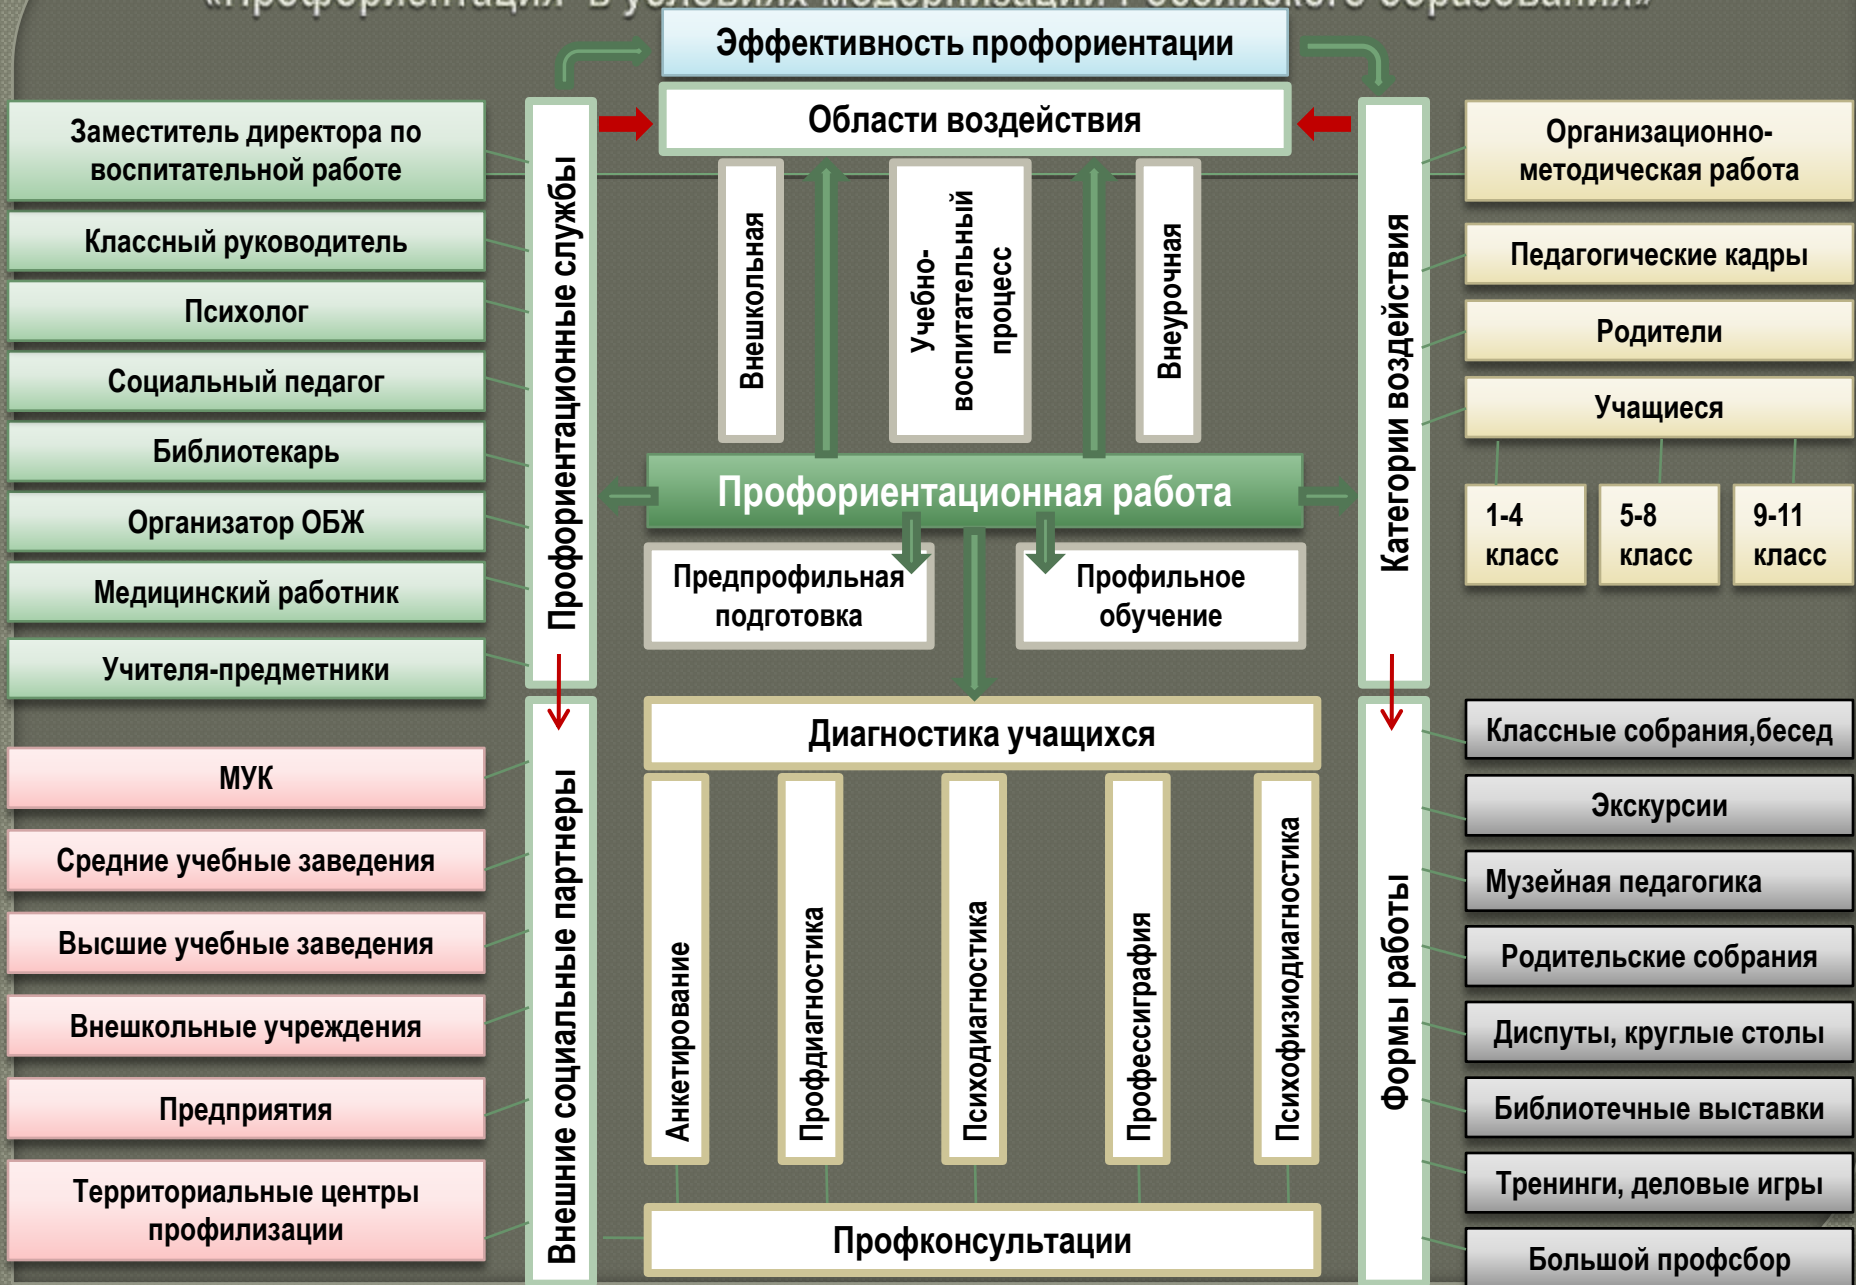 «Профориентация в условиях модернизации Российского образования»
Эффективность профориентации
Области воздействия
Внешкольная
Учебно-
воспитательный
процесс
Внеурочная
Профориентационные службы
Заместитель директора по
воспитательной работе
Классный руководитель
Психолог
Социальный педагог
Библиотекарь
Организатор ОБЖ
Медицинский работник
Учителя-предметники
Категории воздействия
Организационно-
методическая работа
Педагогические кадры
Родители
Учащиеся
1-4
класс
5-8
класс
9-11
класс
Профориентационная работа
Предпрофильная
подготовка
Профильное
обучение
Внешние социальные партнеры
МУК
Средние учебные заведения
Высшие учебные заведения
Внешкольные учреждения
Предприятия
Территориальные центры
профилизации
Диагностика учащихся
Анкетирование
Профдиагностика
Психодиагностика
Профессиграфия
Психофизиодиагностика
Профконсультации
Формы работы
Классные собрания,бесед
Экскурсии
Музейная педагогика
Родительские собрания
Диспуты, круглые столы
Библиотечные выставки
Тренинги, деловые игры
Большой профсбор